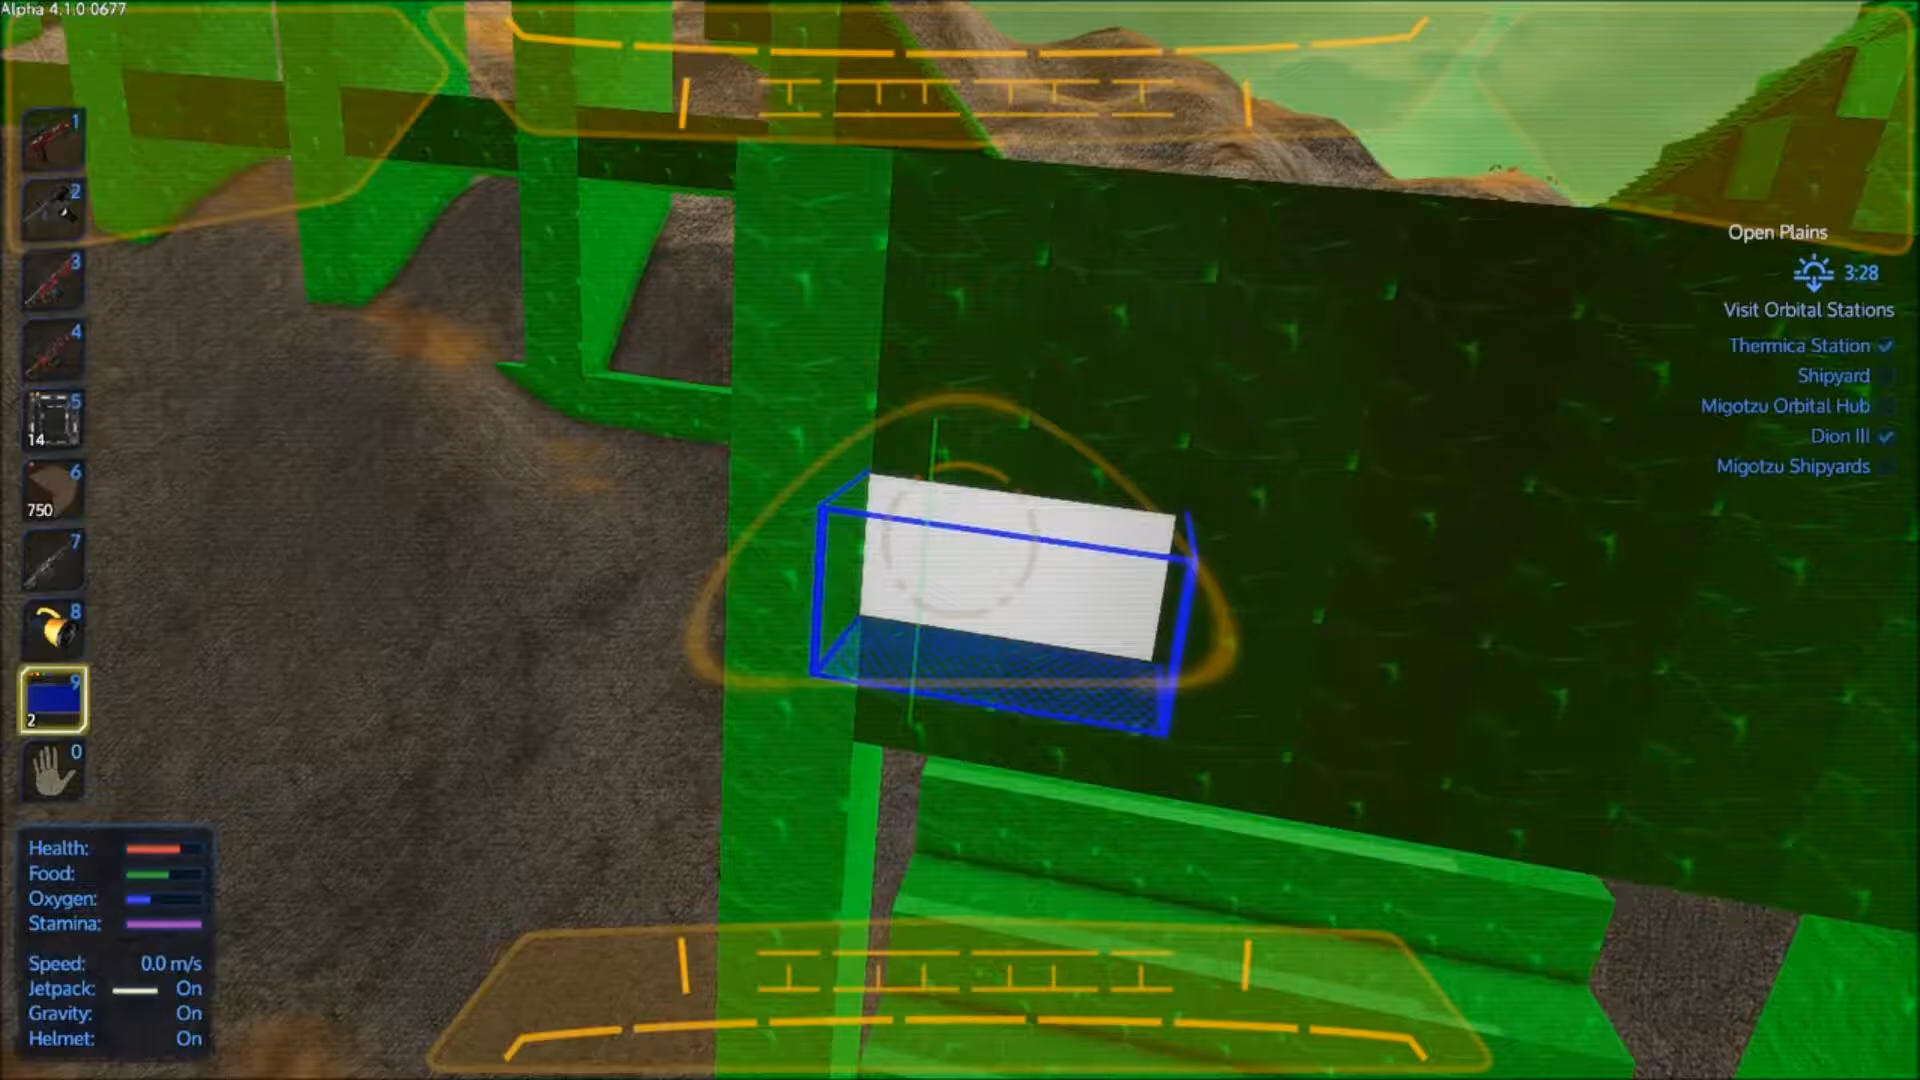 Alpha 4.1.0 0677
1
2
3
4
5
14
6
750
7
8
9
2
0
Open Plains
3:28
Visit Orbital Stations
Thermica Station
Shipyard
Migotzu Orbital Hub
Dion III
Migotzu Shipyards
Health:
Food:
Oxygen:
Stamina:
Speed: 0.0 m/s
Jetpack: On
Gravity: On
Helmet: On